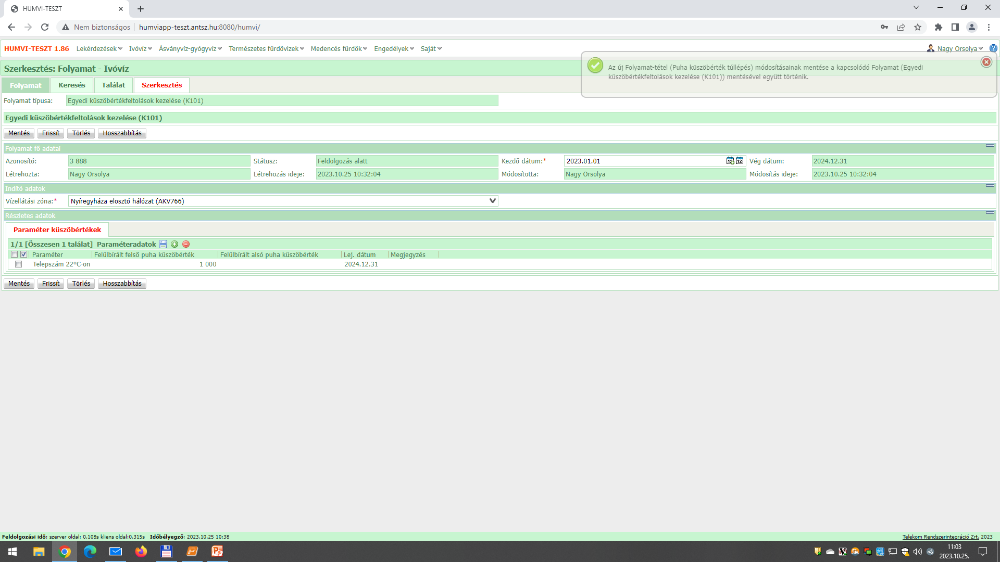 HUMVI-TESZT
Nem biztonságos | humviapp-teszt.antsz.hu:8080/humvi/
HUMVI-TESZT 1.86 Lekérdezések Ivóvíz Ásványvíz-gyógyvíz Természetes fürdővizek Medencés fürdők Engedélyek Saját Nagy Orsolya
Szerkesztés: Folyamat - Ivóvíz
Az új Folyamat-tétel (Puha küszöbérték túllépés) módosításainak mentése a kapcsolódó Folyamat (Egyedi
küszöbértékfeltolások kezelése (K101)) mentésével együtt történik.
Folyamat Keresés Találat Szerkesztés
Folyamat típusa: Egyedi küszöbértékfeltolások kezelése (K101)
Egyedi küszöbértékfeltolások kezelése (K101)
Mentés Frissít Törlés Hosszabbítás
Folyamat fő adatai
Azonosító: 3 888 Státusz: Feldolgozás alatt Kezdő dátum:* 2023.01.01 Vég dátum: 2024.12.31
Létrehozta: Nagy Orsolya Létrehozás ideje: 2023.10.25 10:32:04 Módosította: Nagy Orsolya Módosítás ideje: 2023.10.25 10:32:04
Indító adatok
Vízellátási zóna:* Nyíregyháza elosztó hálózat (AKV766)
Részletes adatok
Paraméter küszöbértékek
1/1 [Összesen 1 találat] Paraméteradatok
Paraméter Felülbírált felső puha küszöbérték Felülbírált alsó puha küszöbérték Lej. dátum Megjegyzés
Telepszám 22°C-on 1 000 2024.12.31
Mentés Frissít Törlés Hosszabbítás
Feldolgozási idő: szerver oldal: 0,108s kliens oldal:0,315s Időbélyegző: 2023.10.25 10:38 Telekom Rendszerintegráció Zrt. 2023
11:03
2023.10.25.